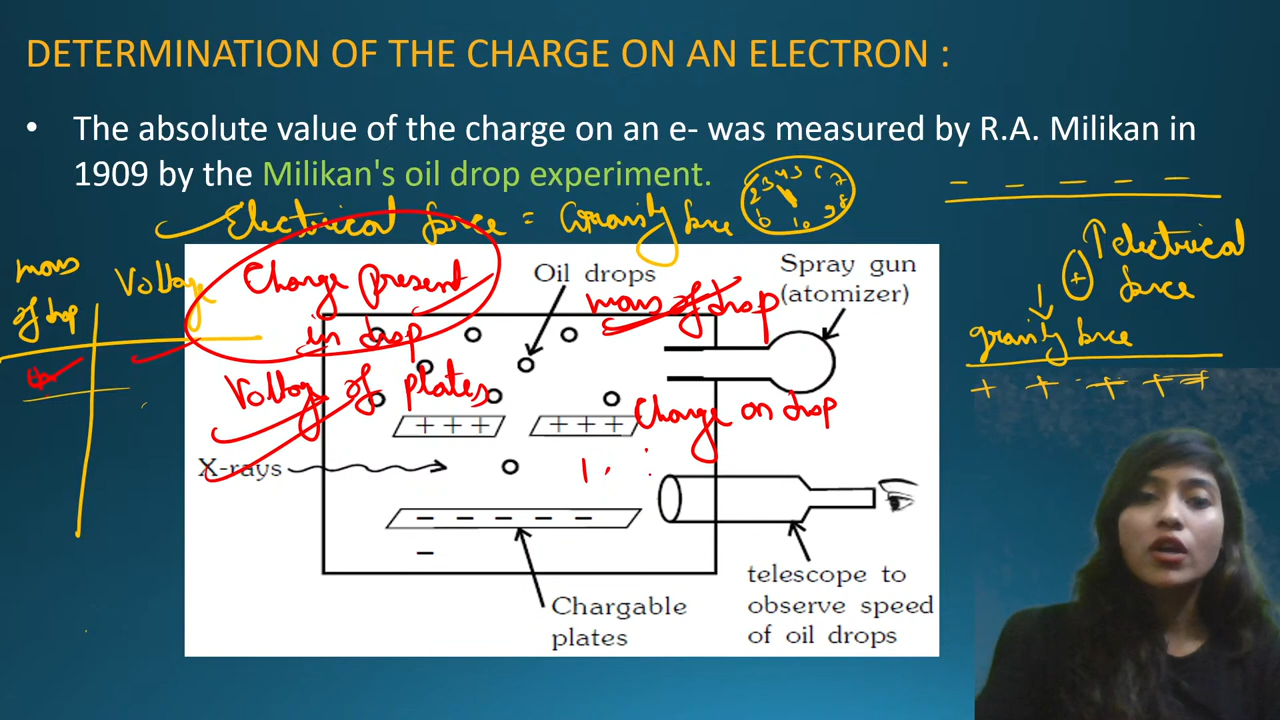 DETERMINATION OF THE CHARGE ON AN ELECTRON :
• The absolute value of the charge on an e- was measured by R.A. Milikan in
1909 by the Milikan's oil drop experiment.
Electrical force = Gravity force
mass
of drop
Voltage
Charge present
in drop
Voltag of plates
Oil drops
mass of drop
Spray gun
(atomizer)
Charge on drop
+ + +
+ + +
X-rays
− − − − −
−
Chargable
plates
telescope to
observe speed
of oil drops
− − − − −
↑ electrical
force
+
↓
gravity force
+ + + + +